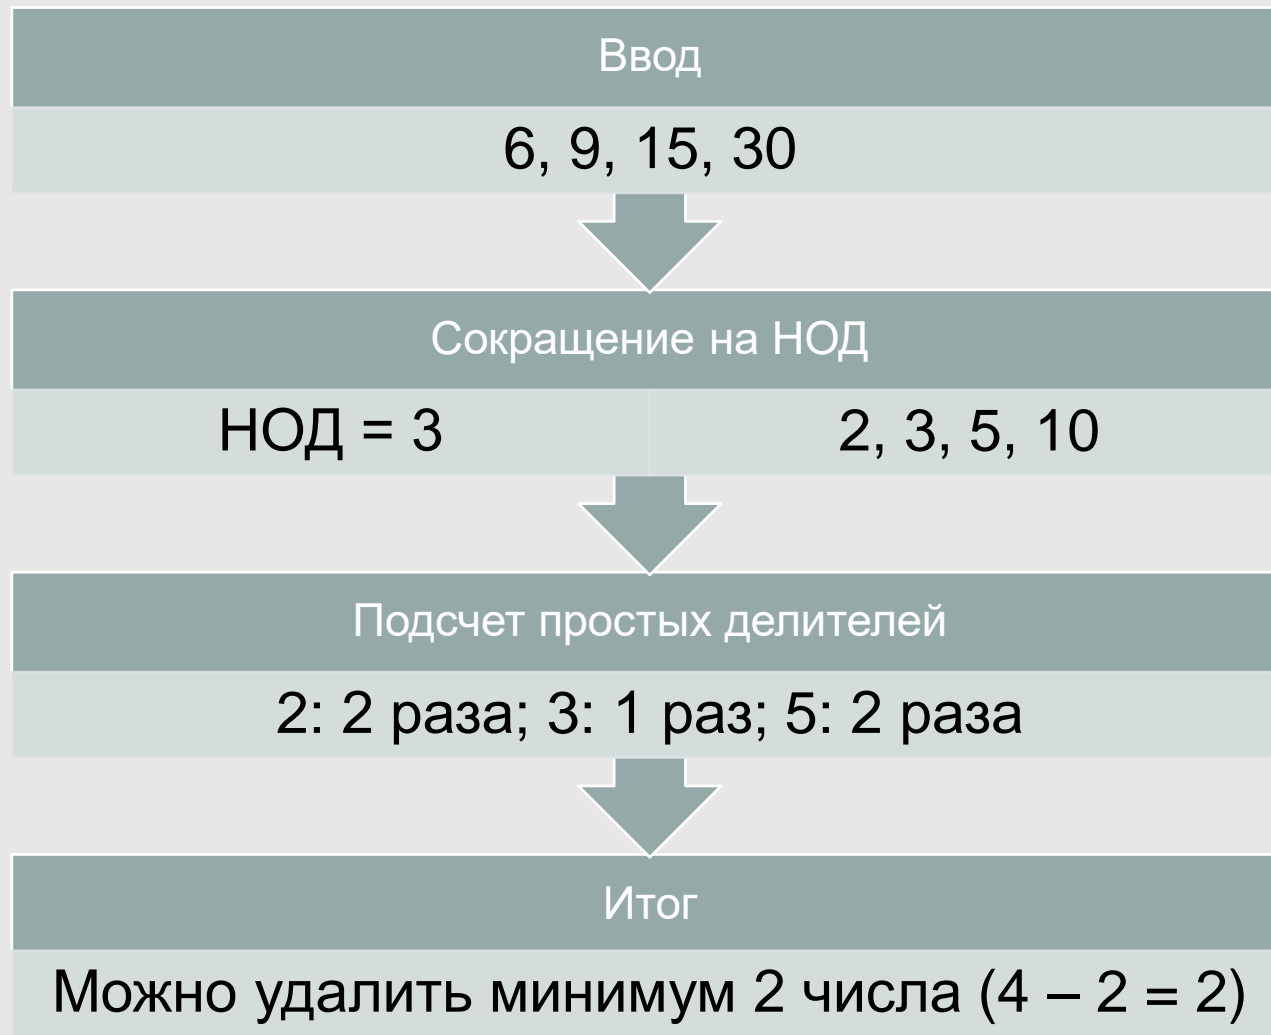 Ввод
6, 9, 15, 30
Сокращение на НОД
НОД = 3
2, 3, 5, 10
Подсчет простых делителей
2: 2 раза; 3: 1 раз; 5: 2 раза
Итог
Можно удалить минимум 2 числа (4 – 2 = 2)